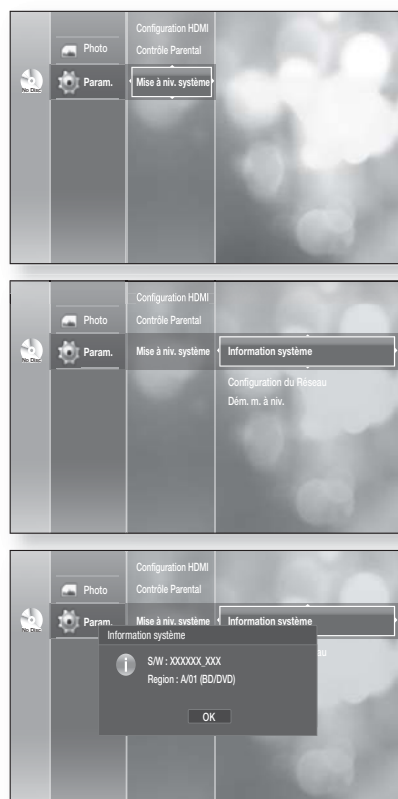 Configuration HDMI
Photo
Contrôle Parental
No Disc
Param.
Mise à niv. système
Configuration HDMI
Photo
Contrôle Parental
No Disc
Param.
Mise à niv. système
Information système
Configuration du Réseau
Dém. m. à niv.
Configuration HDMI
Photo
Contrôle Parental
No Disc
Param.
Mise à niv. système
Information système
Information système
au
S/W : XXXXXX_XXX
Region : A/01 (BD/DVD)
OK